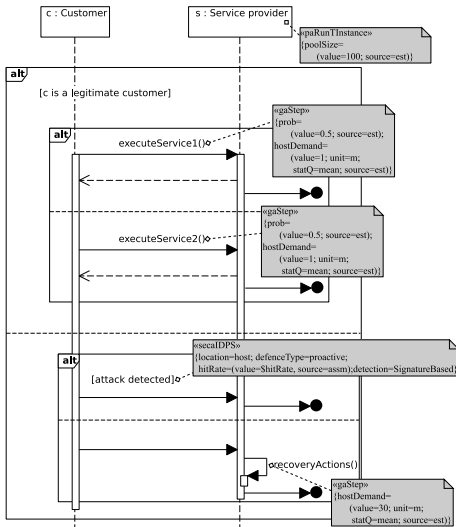 c : Customer
s : Service provider
«paRunTInstance»
{poolSize=
(value=100; source=est)}
alt
[c is a legitimate customer]
«gaStep»
{prob=
(value=0.5; source=est);
hostDemand=
(value=1; unit=m;
statQ=mean; source=est)}
alt
executeService1()
«gaStep»
{prob=
(value=0.5; source=est);
hostDemand=
(value=1; unit=m;
statQ=mean; source=est)}
executeService2()
«secaIDPS»
{location=host; defenceType=proactive;
hitRate=(value=$hitRate, source=assm);detection=SignatureBased}
alt
[attack detected]
recoveryActions()
«gaStep»
{hostDemand=
(value=30; unit=m;
statQ=mean; source=est)}